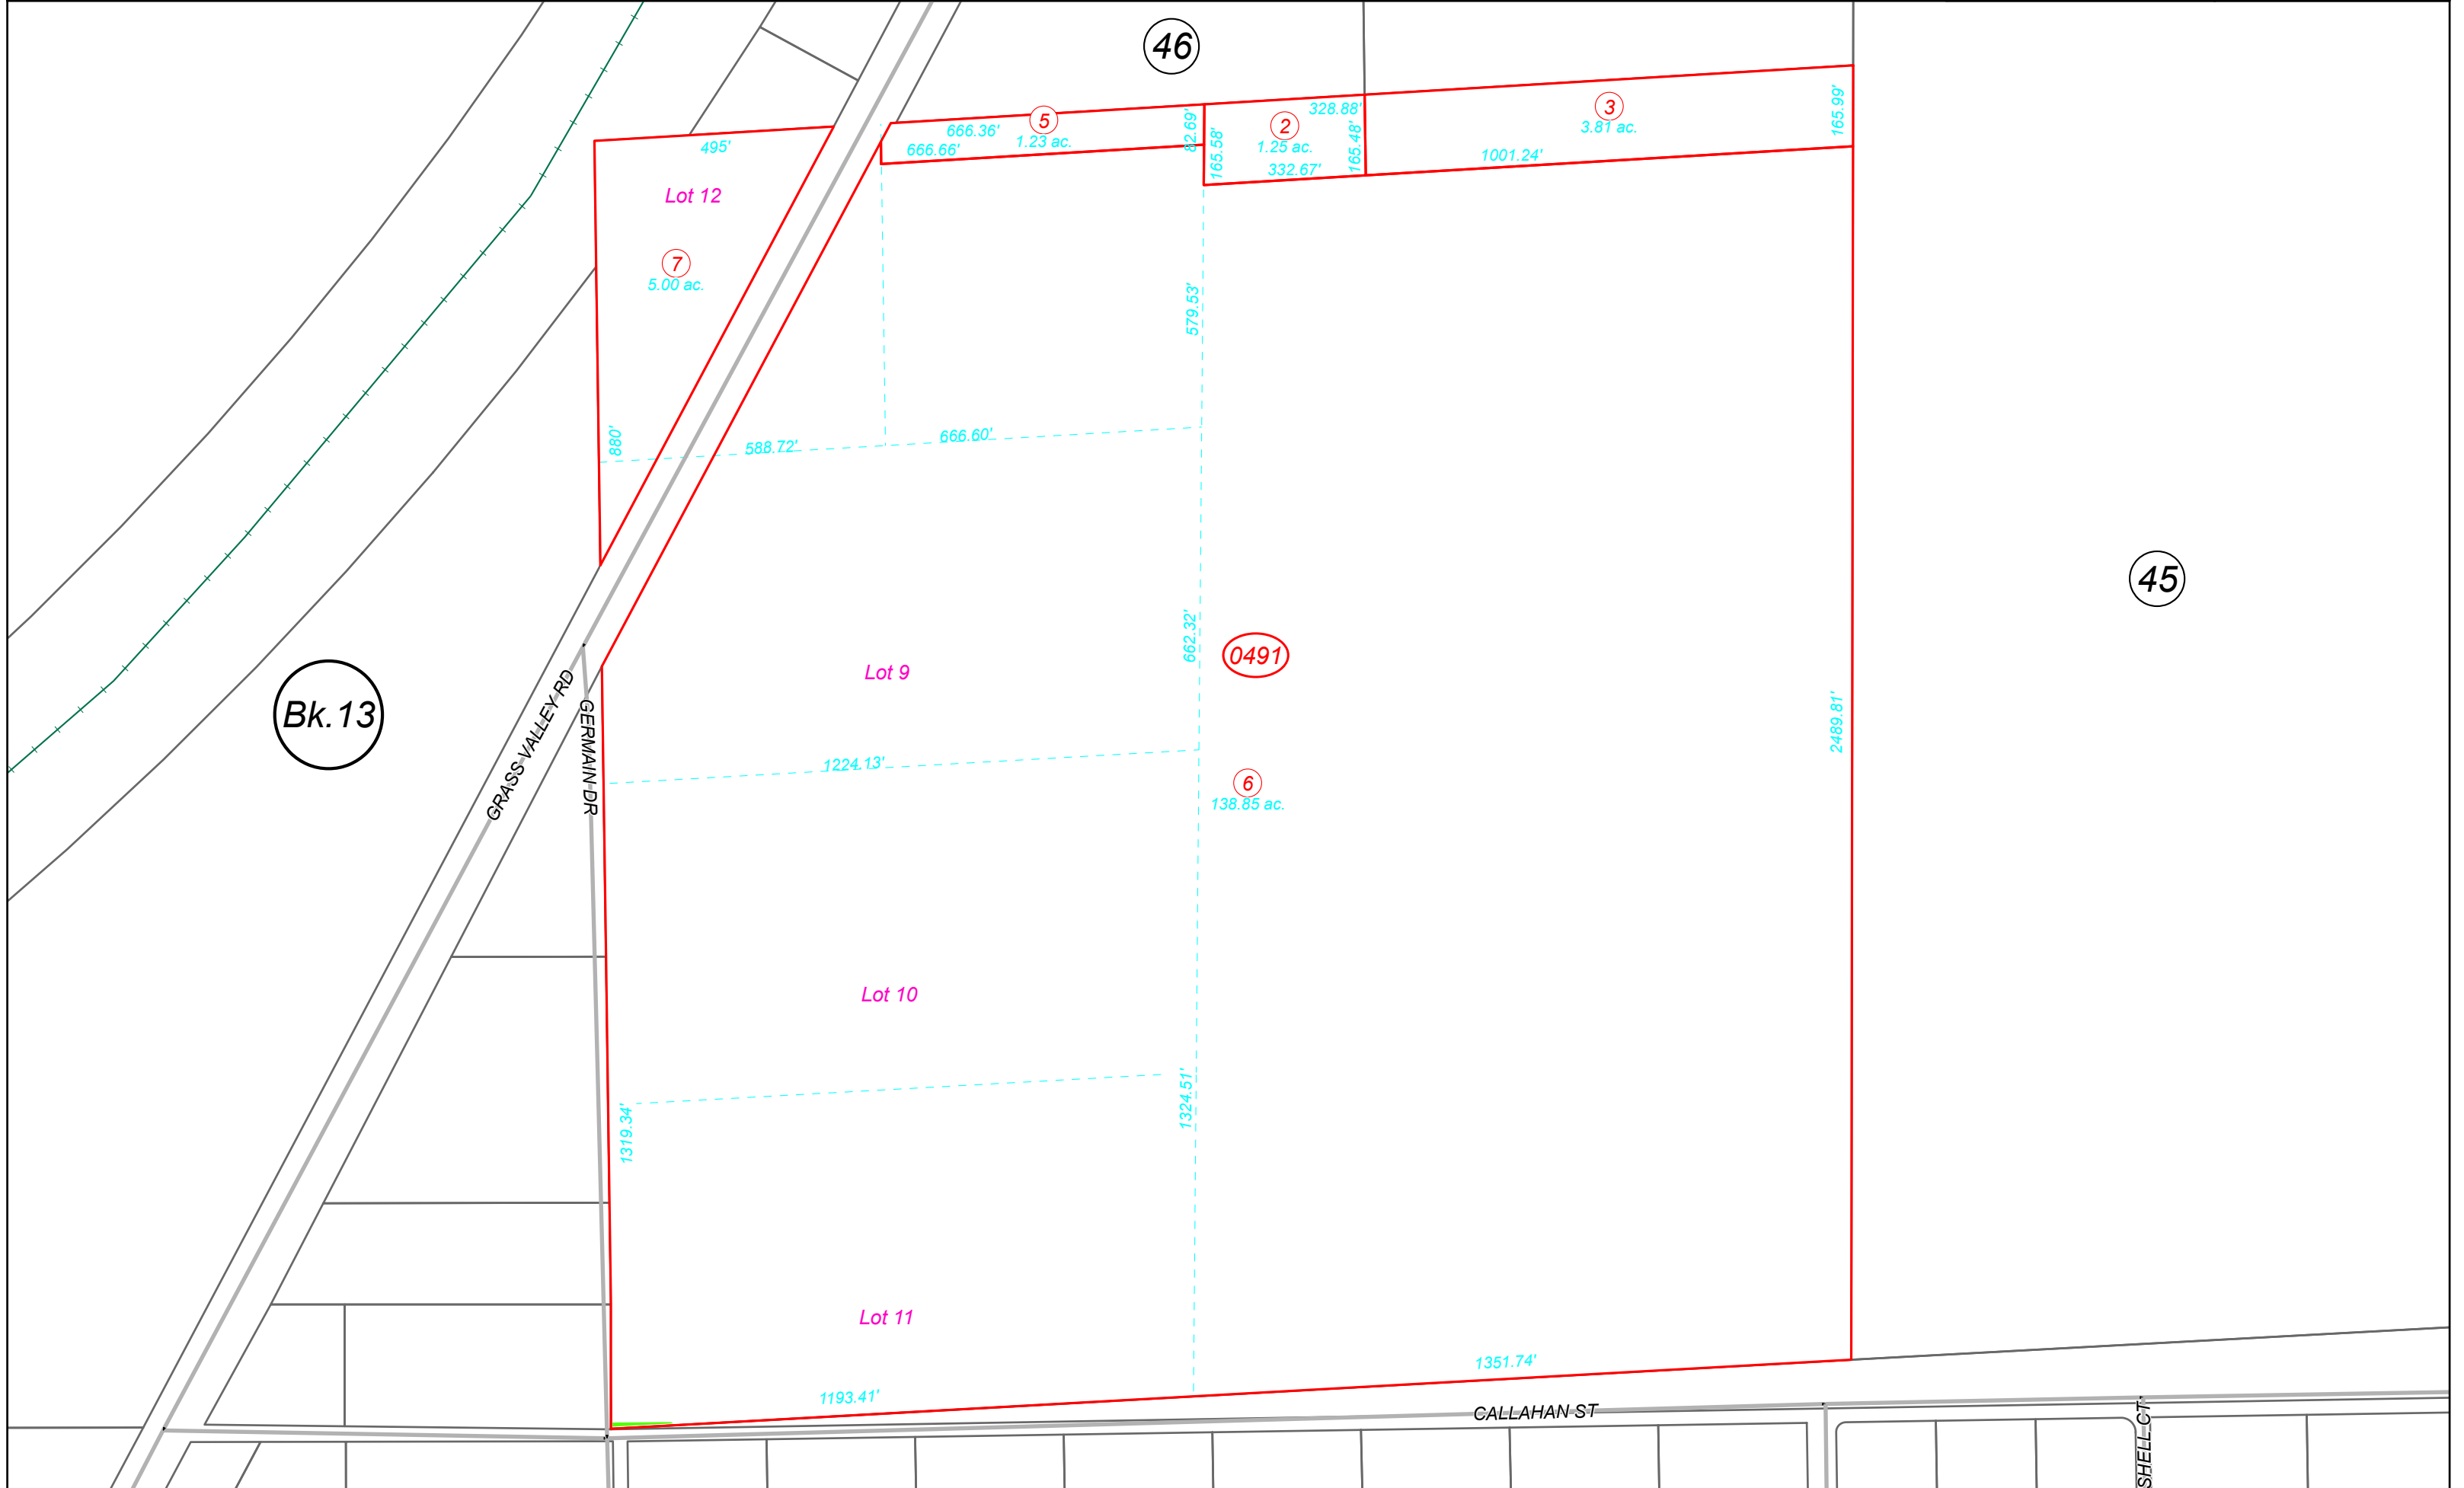 46
3
3.81 ac.
165.99'
328.88'
2
1.25 ac.
332.67'
165.58'
165.48'
82.69'
5
1.23 ac.
666.36'
666.66'
1001.24'
495'
Lot 12
7
5.00 ac.
579.53'
880'
588.72'
666.60'
45
662.32'
0491
Lot 9
Bk.13
GRASS VALLEY RD
GERMAIN DR
2489.81'
1224.13'
6
138.85 ac.
Lot 10
1319.34'
1324.51'
Lot 11
1351.74'
1193.41'
CALLAHAN ST
SHELL CT